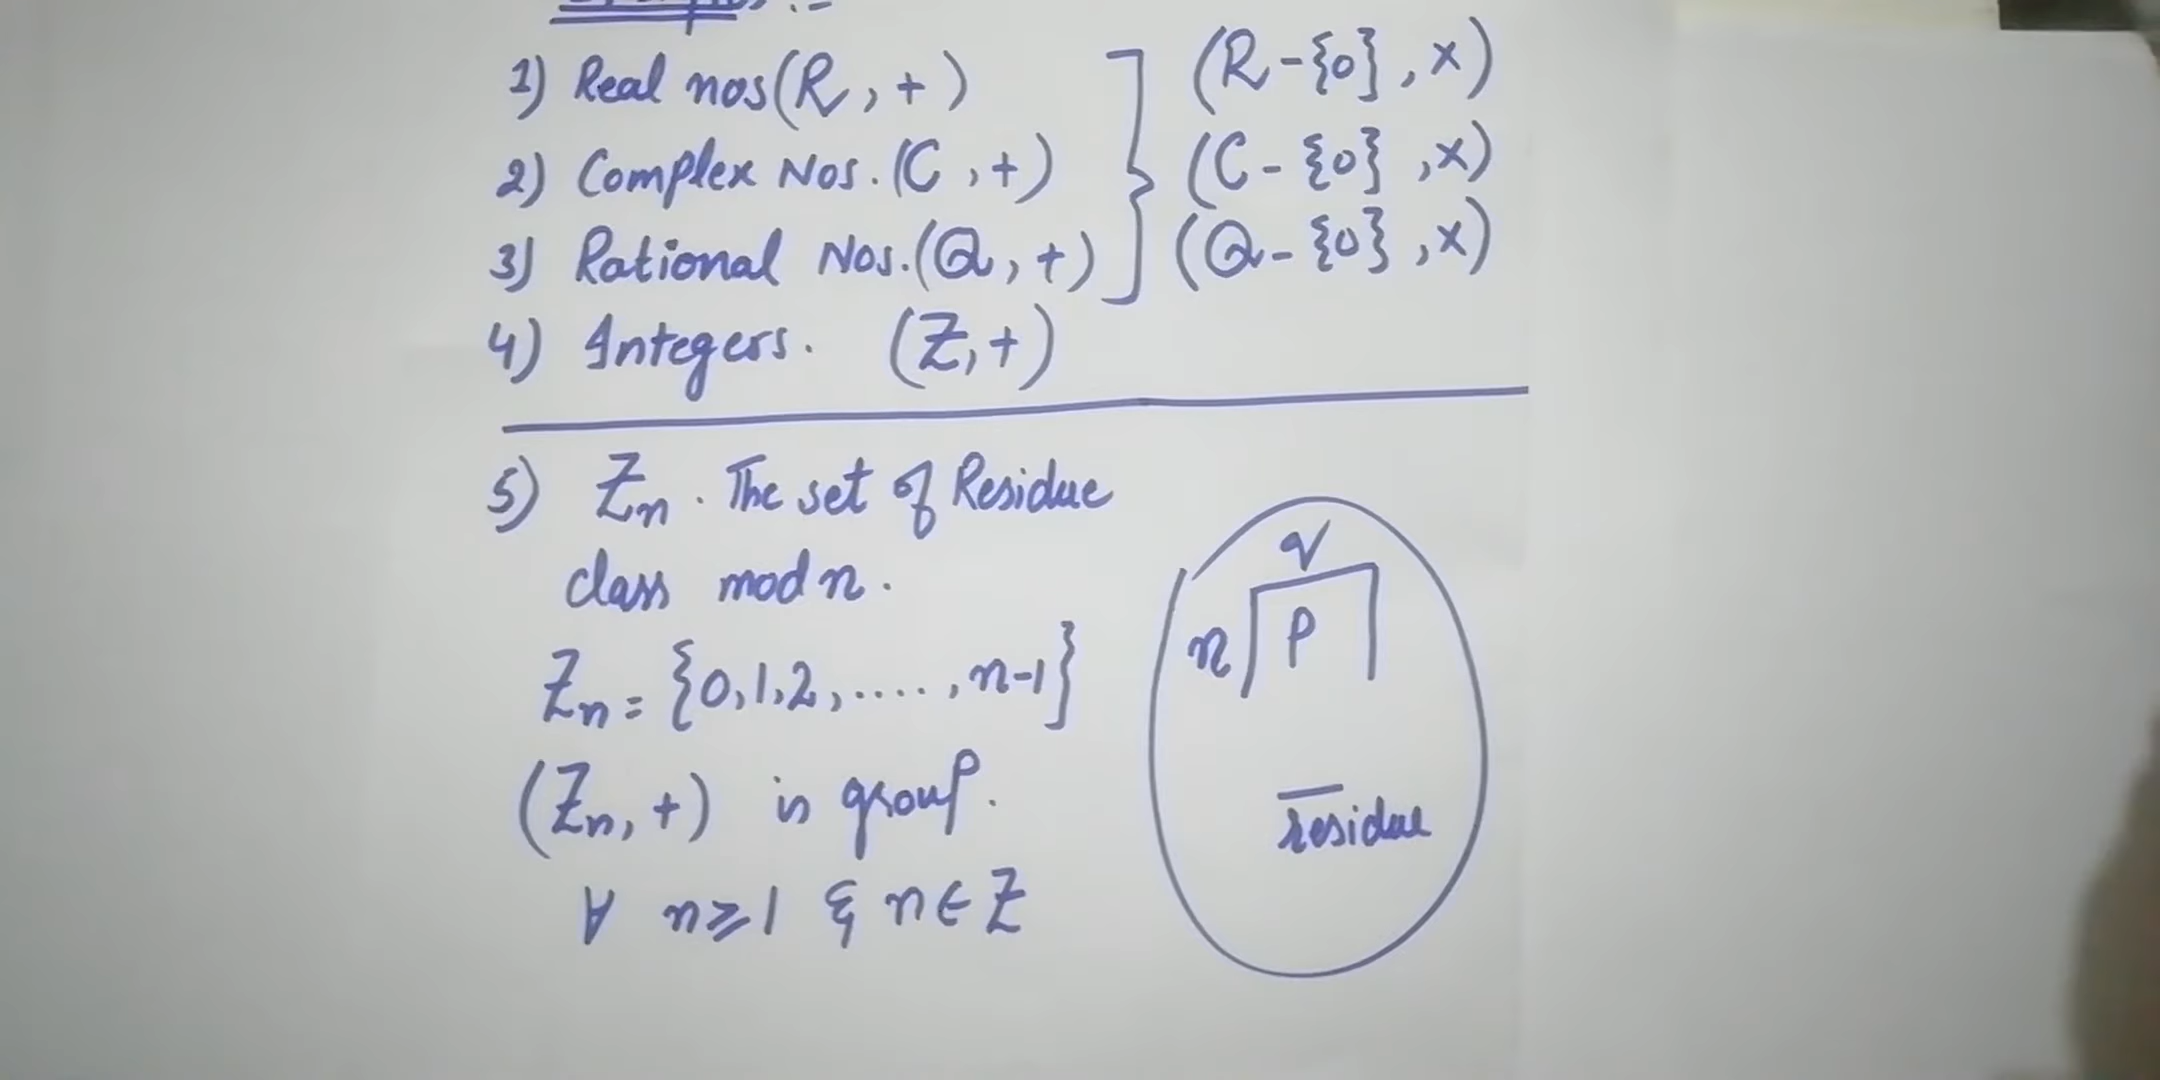 1) Real nos (R, +) ] (R - {0}, x)
2) Complex Nos. (C, +) } (C - {0}, x)
3) Rational Nos. (Q, +) ] (Q - {0}, x)
4) Integers. (Z, +)
5) Zn. The set of Residue
class mod n.
Zn = {0, 1, 2, ...., n-1}
(Zn, +) is group.
∀ n ⩾ 1 & n ∈ Z
q
n P
residue